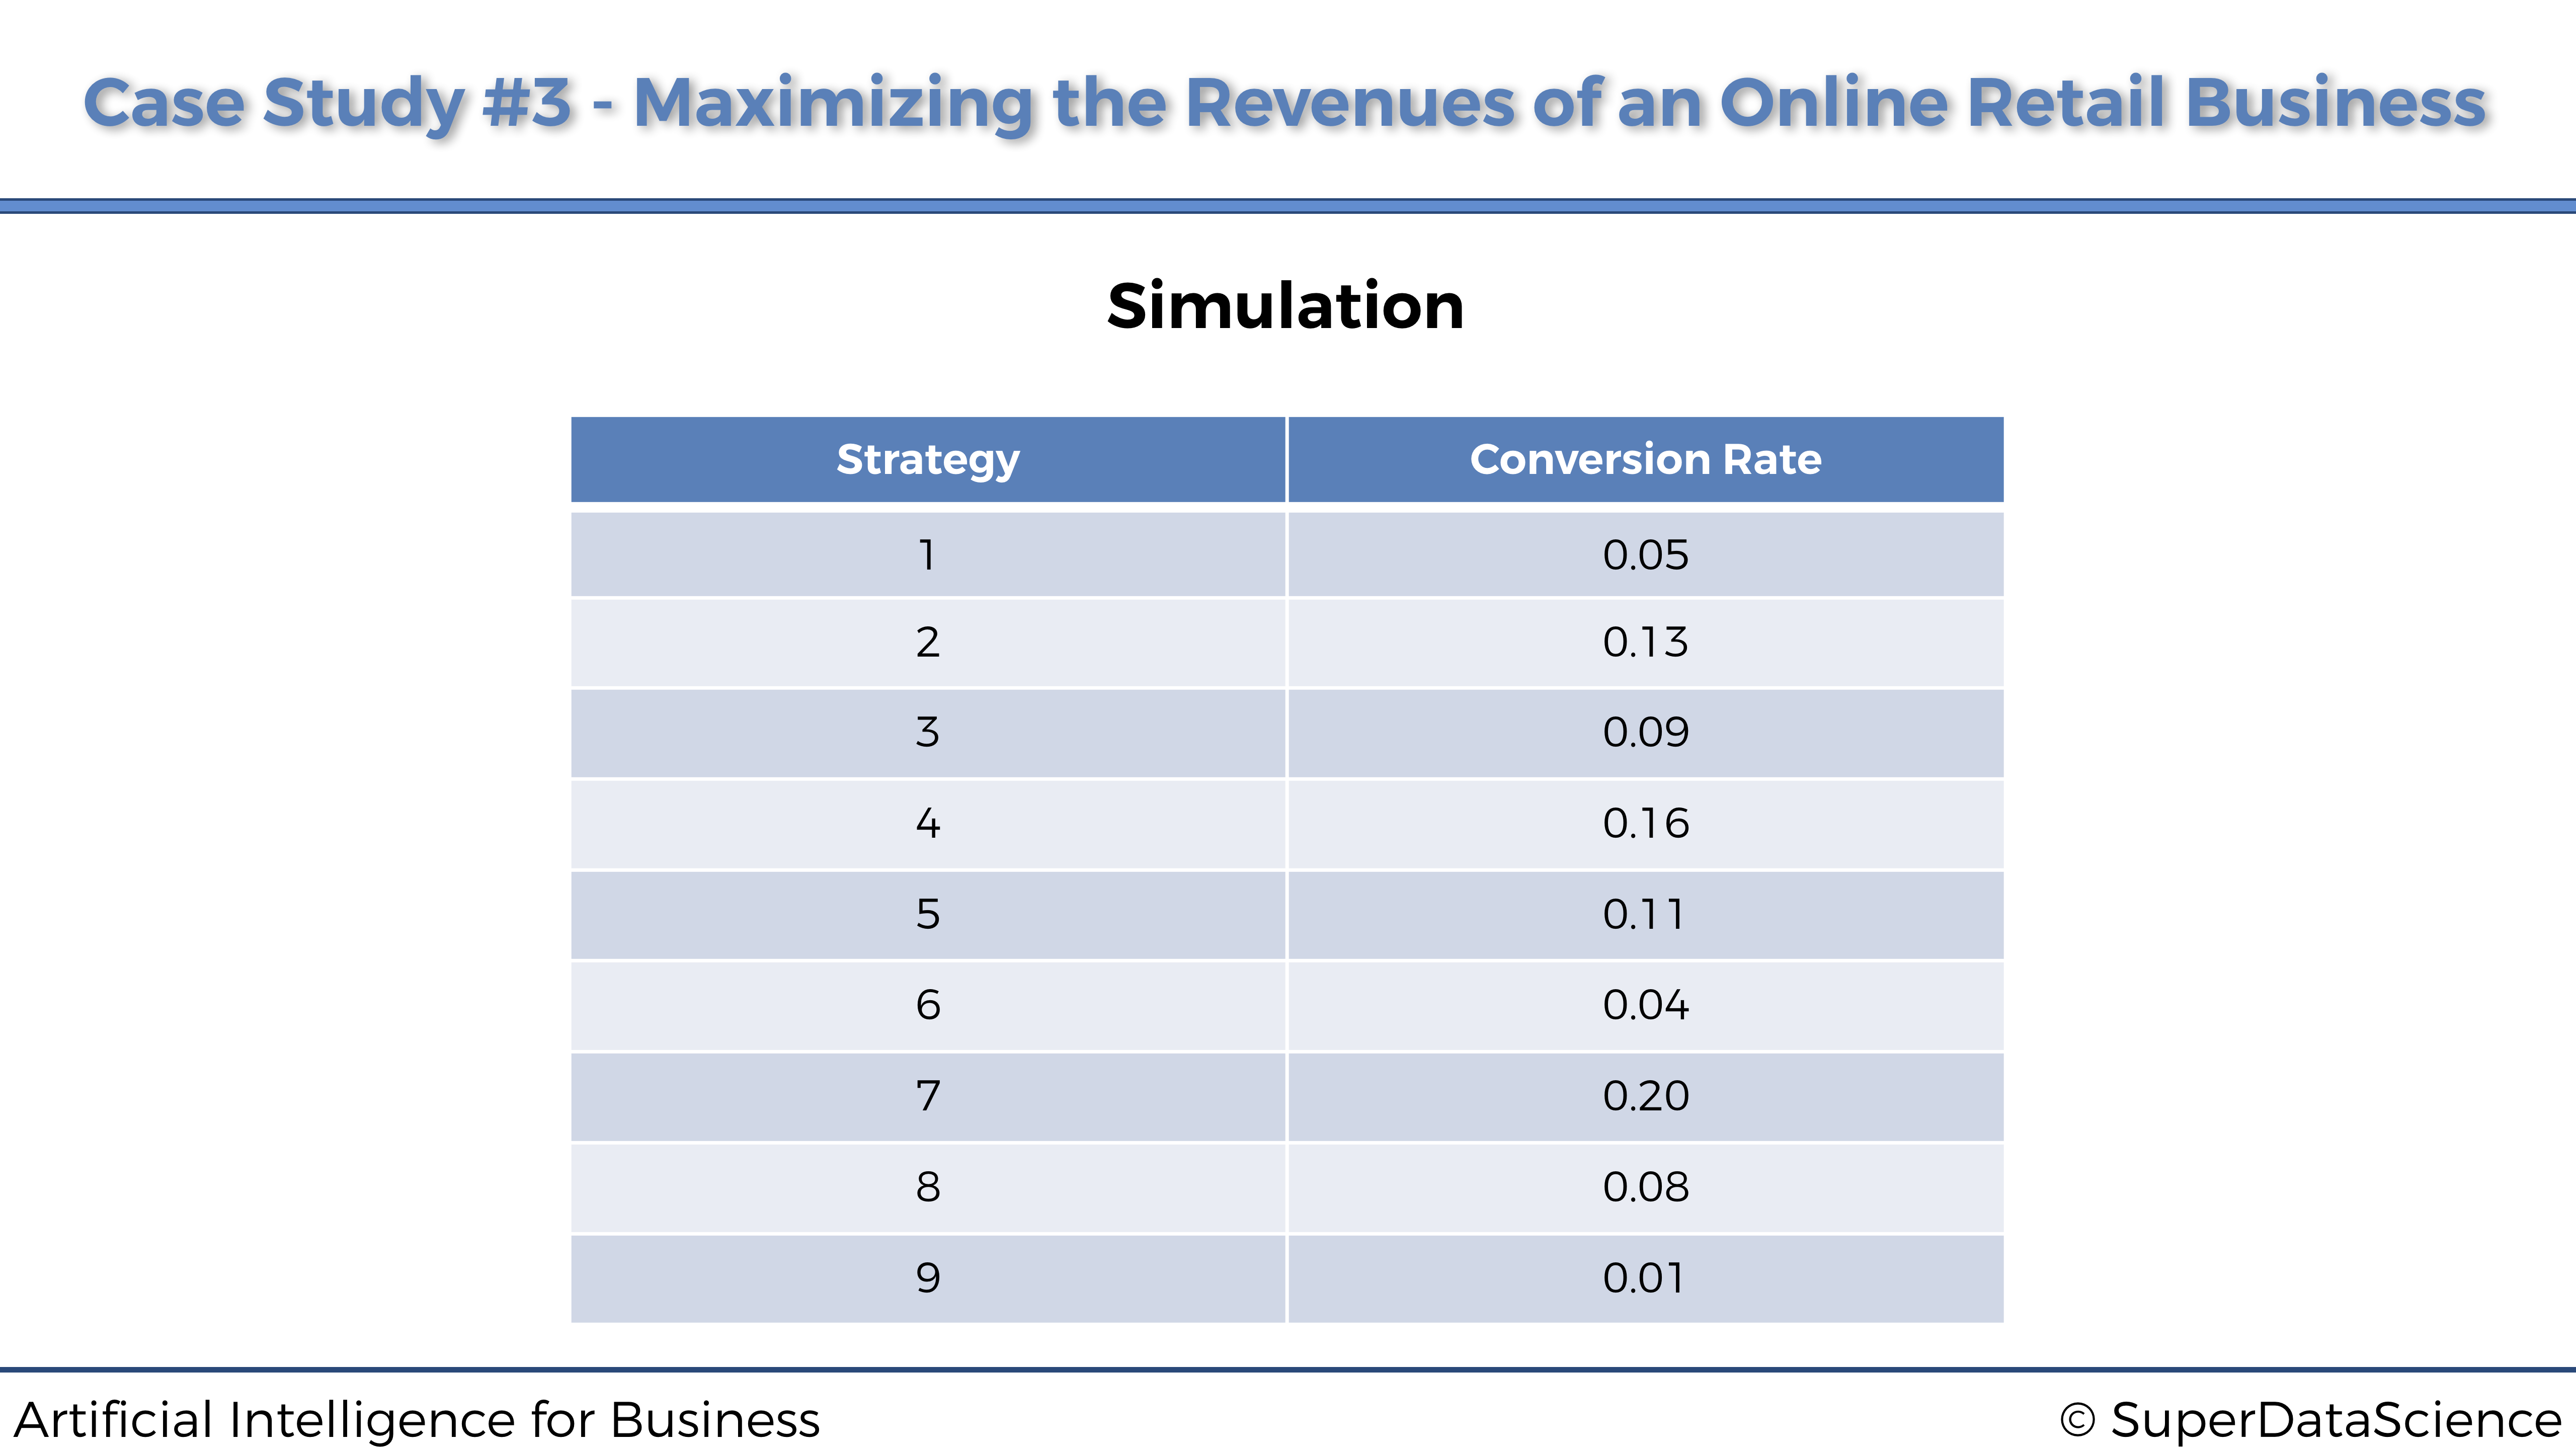 Case Study #3 - Maximizing the Revenues of an Online Retail Business
Simulation
Strategy Conversion Rate
1 0.05
2 0.13
3 0.09
4 0.16
5 0.11
6 0.04
7 0.20
8 0.08
9 0.01
Artificial Intelligence for Business © SuperDataScience